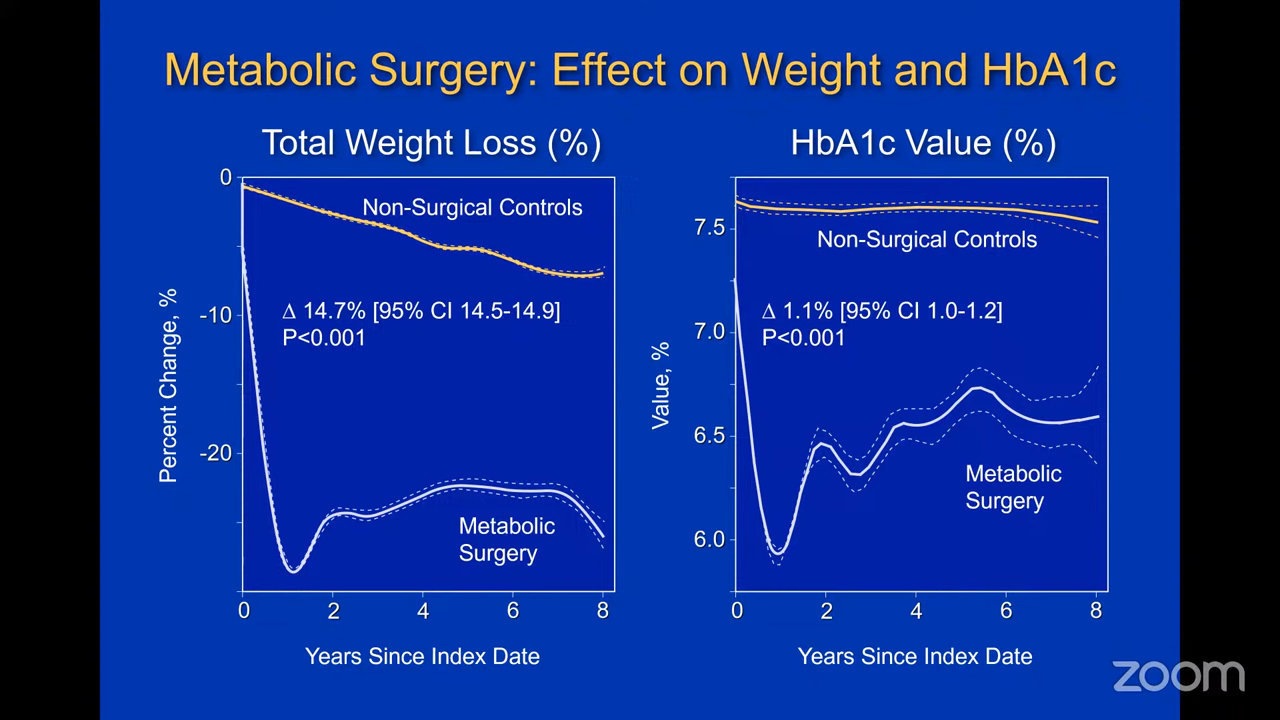 Metabolic Surgery: Effect on Weight and HbA1c
Total Weight Loss (%)
0
-10
-20
Percent Change, %
Non-Surgical Controls
Δ 14.7% [95% CI 14.5-14.9]
P<0.001
Metabolic
Surgery
0 2 4 6 8
Years Since Index Date
HbA1c Value (%)
7.5
7.0
6.5
6.0
Value, %
Non-Surgical Controls
Δ 1.1% [95% CI 1.0-1.2]
P<0.001
Metabolic
Surgery
0 2 4 6 8
Years Since Index Date
zoom